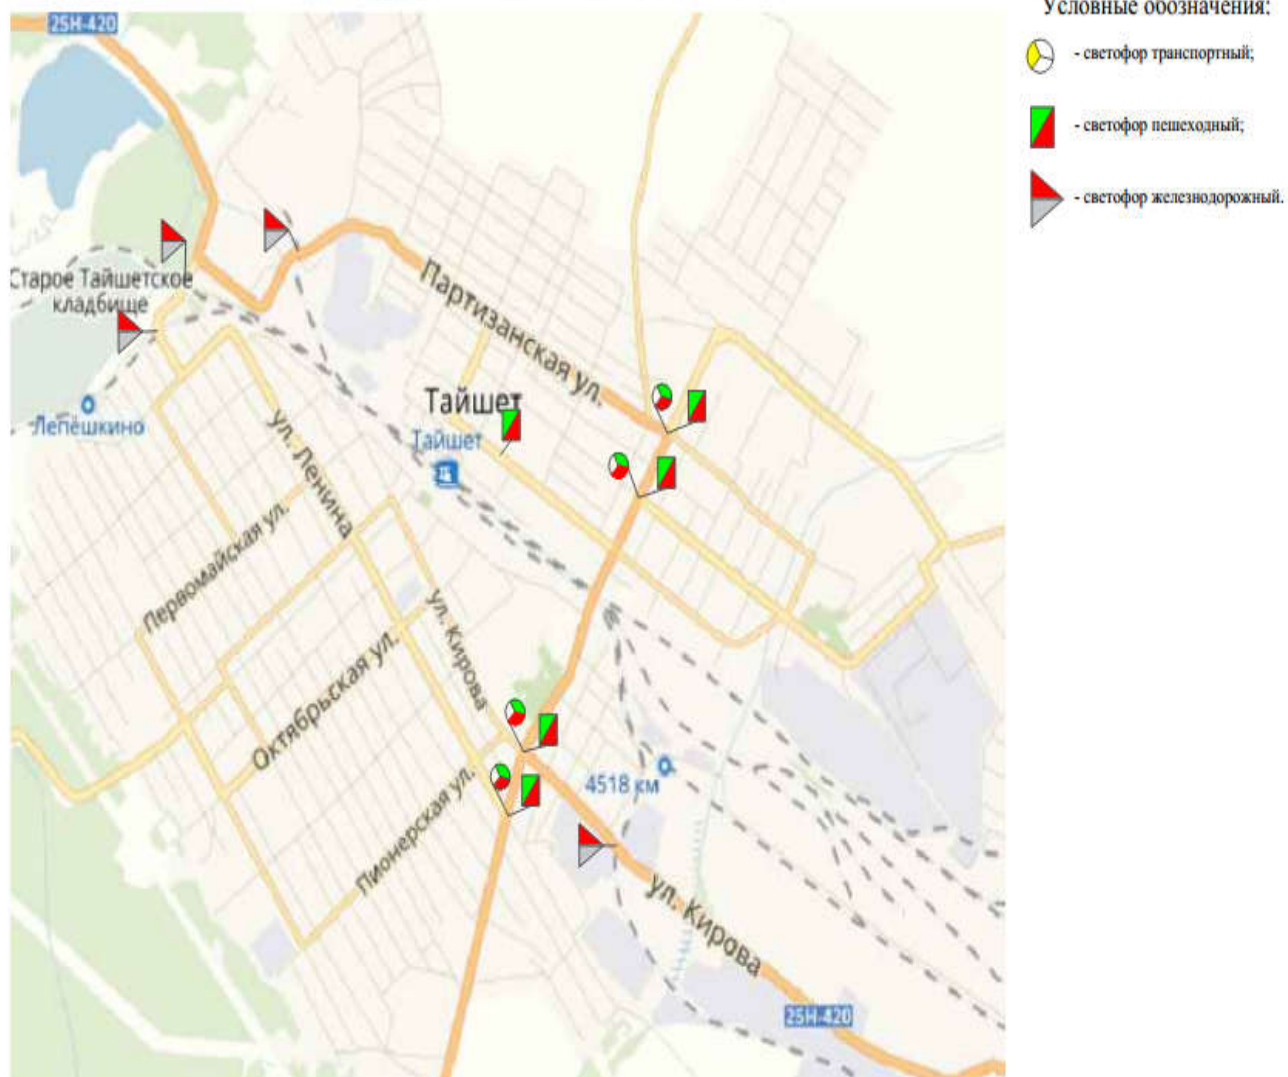 25Н-420
Условные обозначения:
- светофор транспортный;
- светофор пешеходный;
- светофор железнодорожный.
Старое Тайшетское
кладбище
Партизанская ул.
Тайшет
Тайшет
Лепёшкино
ул. Ленина
Первомайская ул.
ул. Кирова
Октябрьская ул.
4518 км
Пионерская ул.
ул. Кирова
25Н-420